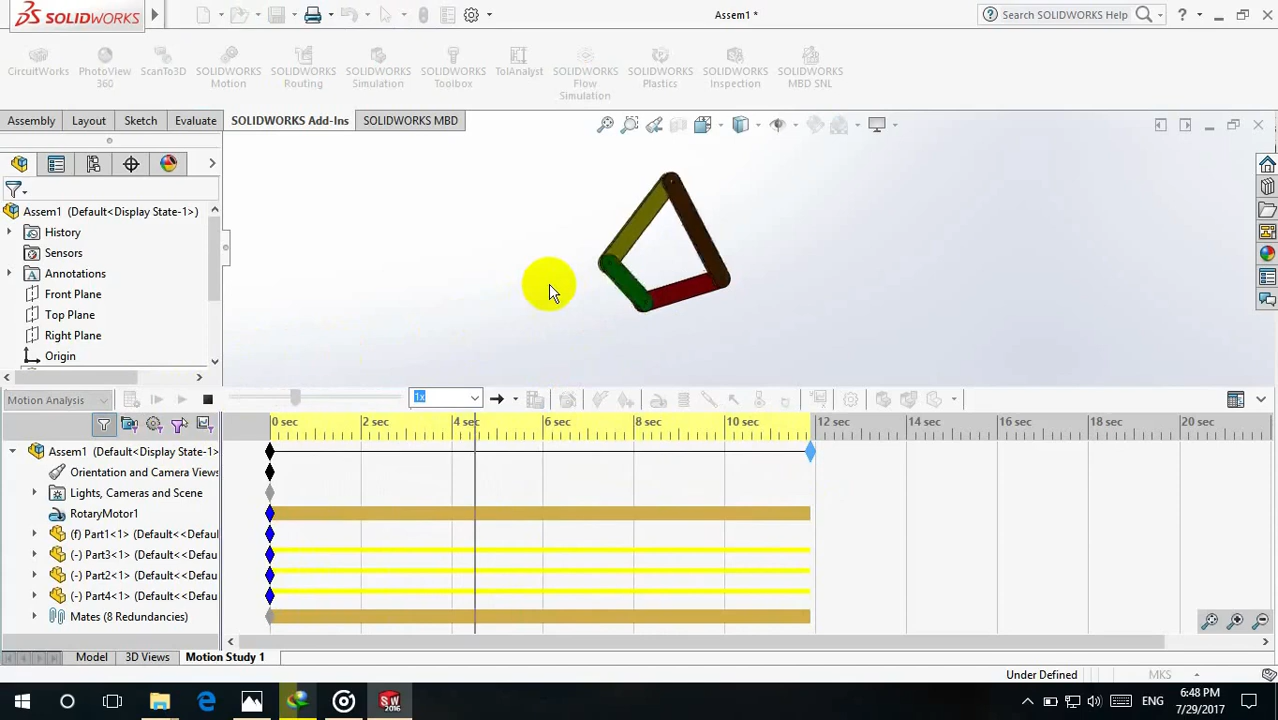 SOLIDWORKS
Assem1 *
Search SOLIDWORKS Help
?
CircuitWorks
PhotoView 360
ScanTo3D
SOLIDWORKS Motion
SOLIDWORKS Routing
SOLIDWORKS Simulation
SOLIDWORKS Toolbox
TolAnalyst
SOLIDWORKS Flow Simulation
SOLIDWORKS Plastics
SOLIDWORKS Inspection
SOLIDWORKS MBD SNL
Assembly
Layout
Sketch
Evaluate
SOLIDWORKS Add-Ins
SOLIDWORKS MBD
Assem1 (Default<Display State-1>)
History
Sensors
Annotations
Front Plane
Top Plane
Right Plane
Origin
Motion Analysis
1x
0 sec
2 sec
4 sec
6 sec
8 sec
10 sec
12 sec
14 sec
16 sec
18 sec
20 sec
Assem1 (Default<Display State-1>
Orientation and Camera Views
Lights, Cameras and Scene
RotaryMotor1
(f) Part1<1> (Default<<Defaul
(-) Part3<1> (Default<<Defau
(-) Part2<1> (Default<<Defau
(-) Part4<1> (Default<<Defau
Mates (8 Redundancies)
Model
3D Views
Motion Study 1
Under Defined
MKS
SW 2016
ENG
6:48 PM
7/29/2017